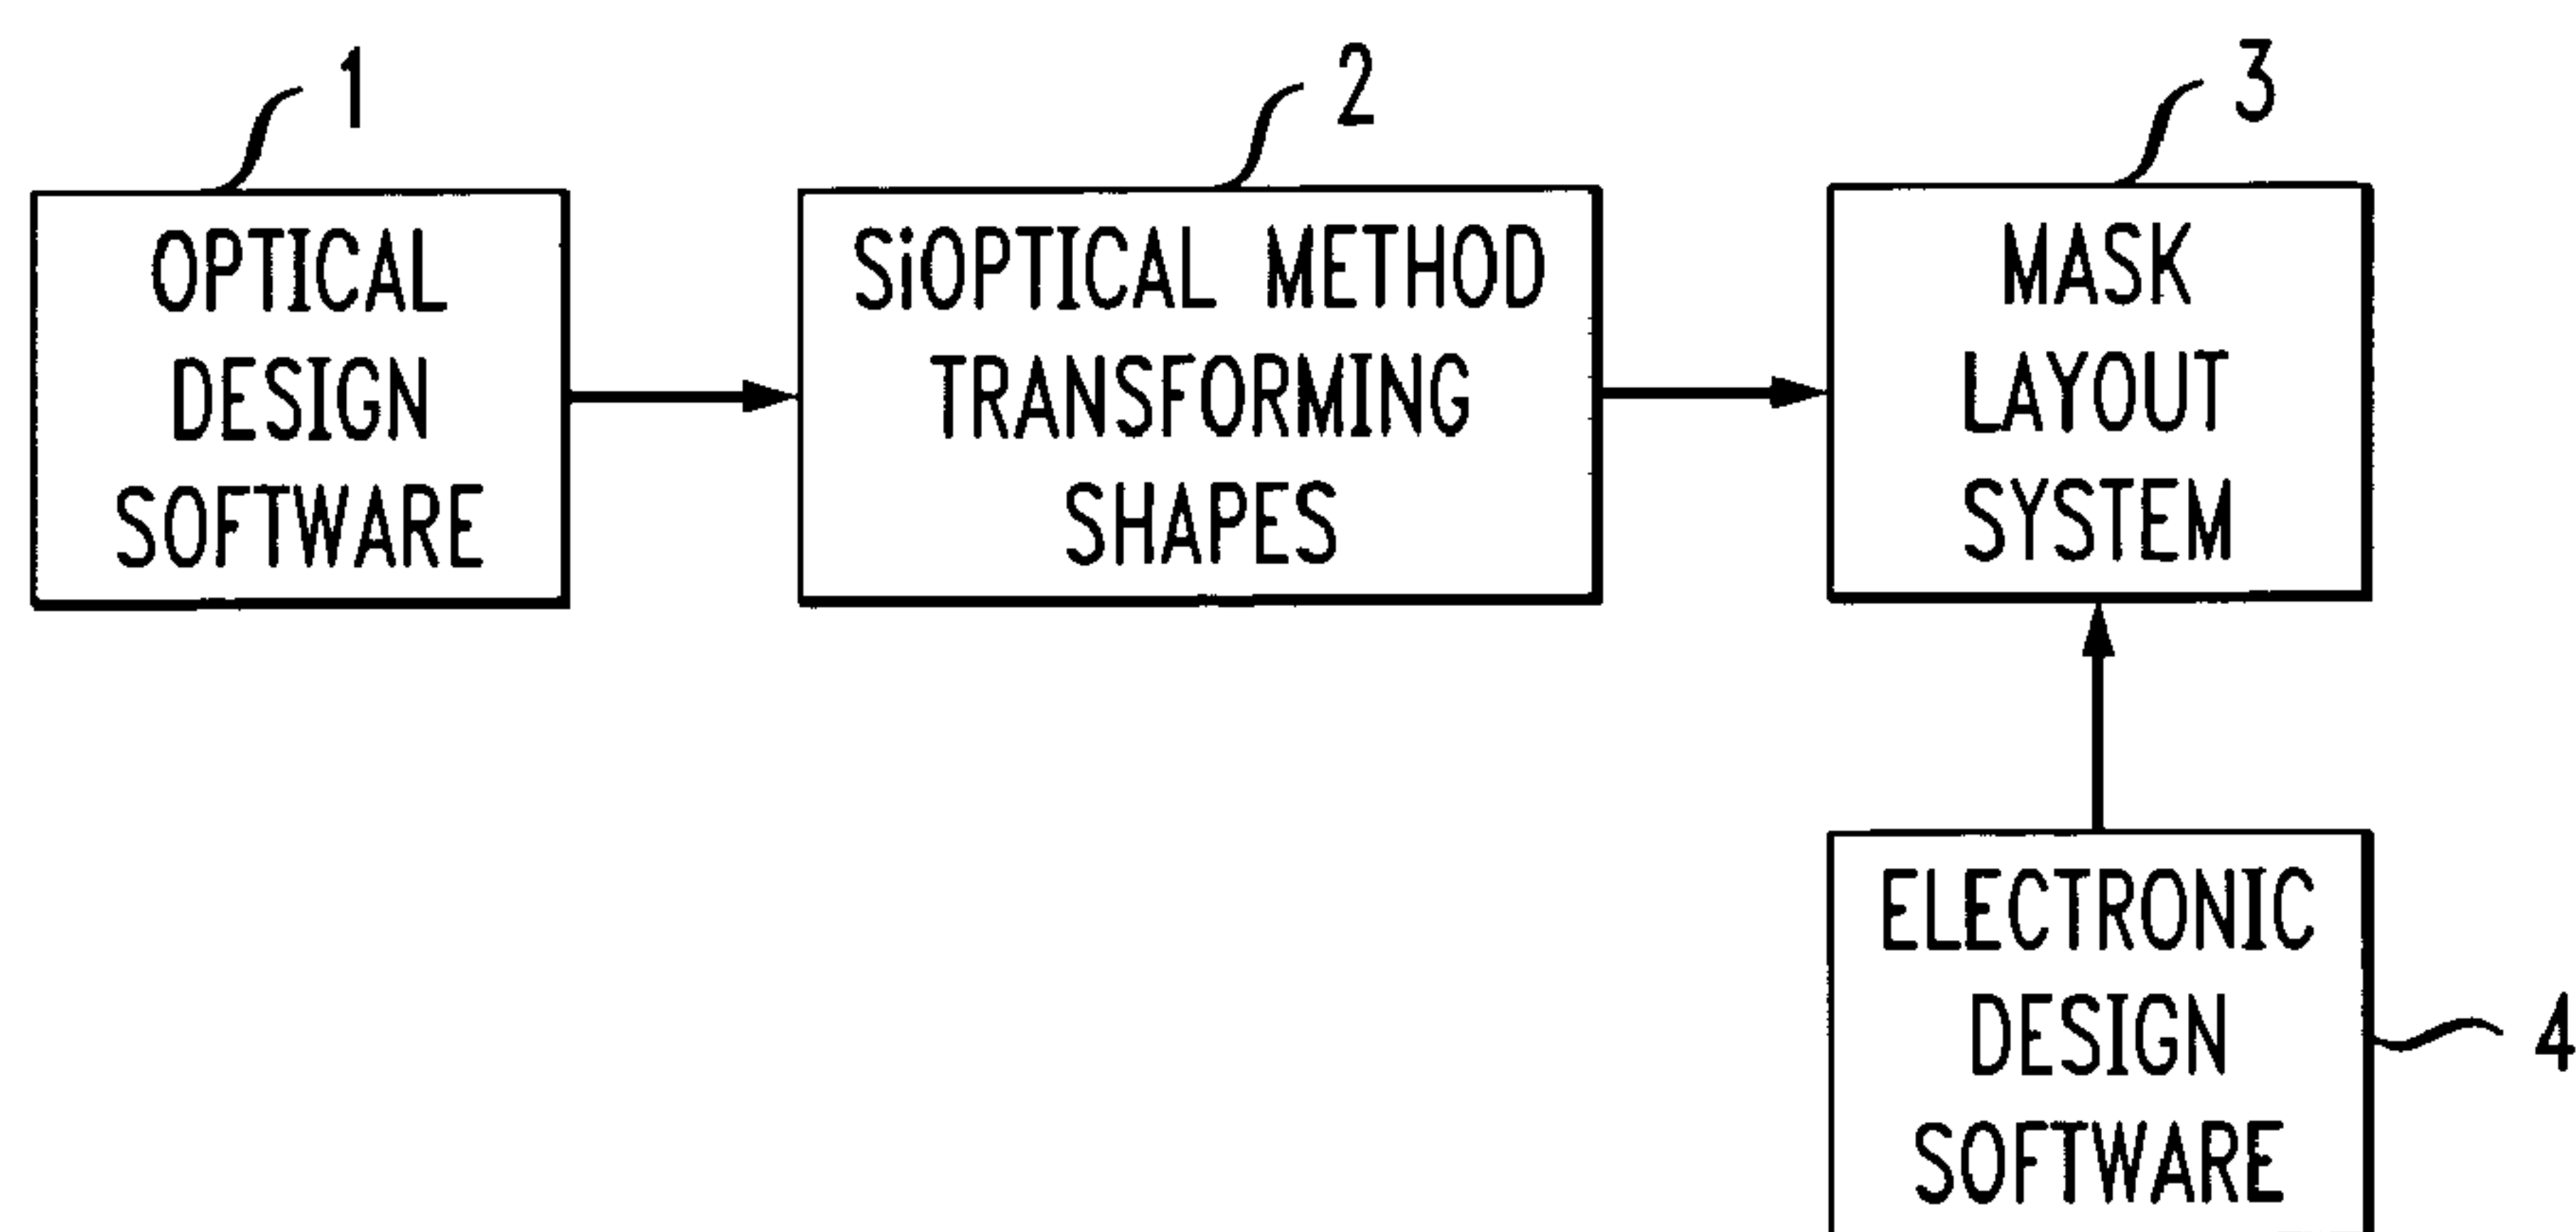 1
2
3
OPTICAL
DESIGN
SOFTWARE
SiOPTICAL METHOD
TRANSFORMING
SHAPES
MASK
LAYOUT
SYSTEM
ELECTRONIC
DESIGN
SOFTWARE
4